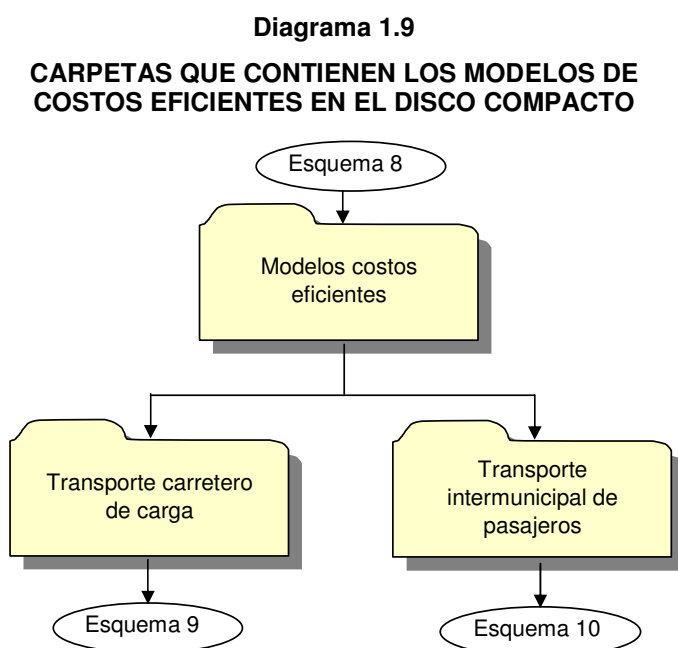 Diagrama 1.9
CARPETAS QUE CONTIENEN LOS MODELOS DE
COSTOS EFICIENTES EN EL DISCO COMPACTO
Esquema 8
Modelos costos
eficientes
Transporte carretero
de carga
Transporte
intermunicipal de
pasajeros
Esquema 9
Esquema 10